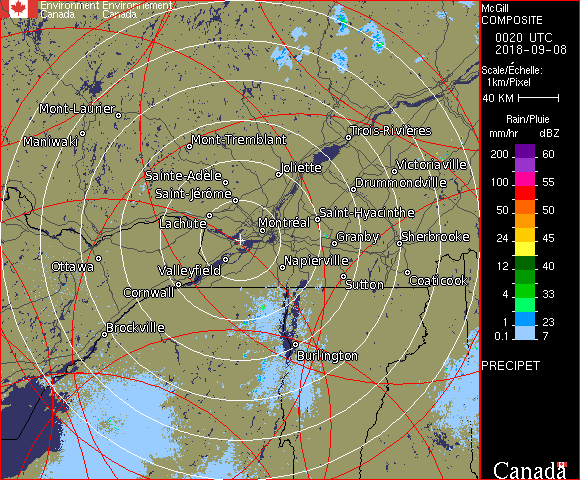 Environment Environnement
Canada Canada
McGill
COMPOSITE
0020 UTC
2018-09-08
Scale/Échelle:
1km/Pixel
40 KM
Rain/Pluie
mm/hr dBZ
200 60
100 55
50 50
24 45
12 40
4 33
1 23
0.1 7
PRECIPET
Canada
Mont-Laurier
Maniwaki
Mont-Tremblant
Trois-Rivières
Sainte-Adèle
Joliette
Victoriaville
Saint-Jérôme
Drummondville
Lachute
Montréal
Saint-Hyacinthe
Granby
Sherbrooke
Ottawa
Valleyfield
Napierville
Cornwall
Sutton
Coaticook
Brockville
Burlington